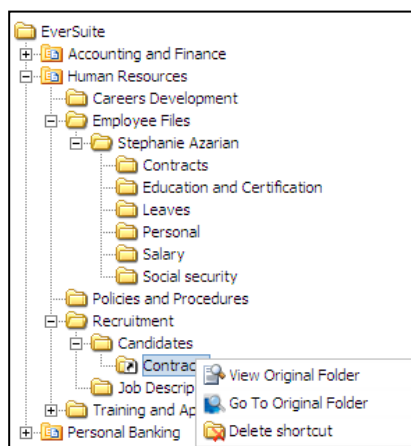 EverSuite
Accounting and Finance
Human Resources
Careers Development
Employee Files
Stephanie Azarian
Contracts
Education and Certification
Leaves
Personal
Salary
Social security
Policies and Procedures
Recruitment
Candidates
Contrac
View Original Folder
Job Descrip
Go To Original Folder
Training and Ap
Personal Banking
Delete shortcut